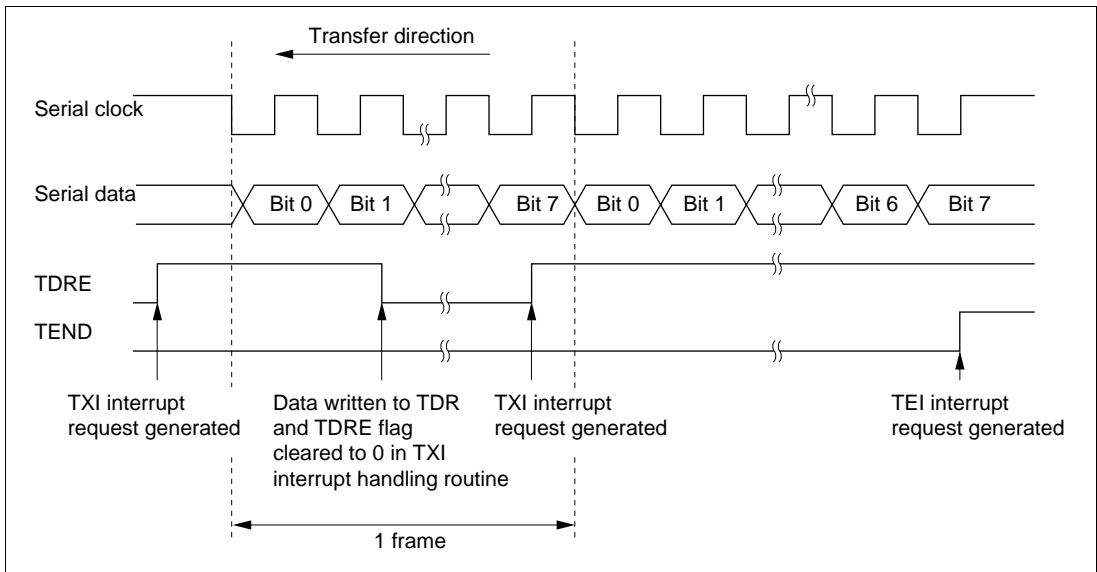 Transfer direction
Serial clock
Serial data
Bit 0
Bit 1
Bit 7
Bit 0
Bit 1
Bit 6
Bit 7
TDRE
TEND
TXI interrupt
request generated
Data written to TDR
and TDRE flag
cleared to 0 in TXI
interrupt handling routine
TXI interrupt
request generated
TEI interrupt
request generated
1 frame